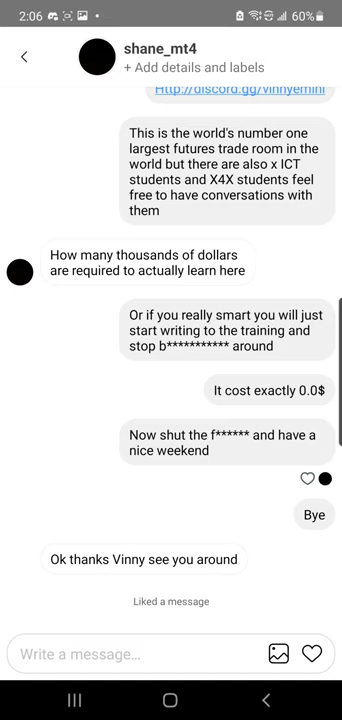 2:06
60%
shane_mt4
+ Add details and labels
Http://discord.gg/vinnyemini
This is the world's number one
largest futures trade room in the
world but there are also x ICT
students and X4X students feel
free to have conversations with
them
How many thousands of dollars
are required to actually learn here
Or if you really smart you will just
start writing to the training and
stop b*********** around
It cost exactly 0.0$
Now shut the f****** and have a
nice weekend
Bye
Ok thanks Vinny see you around
Liked a message
Write a message...